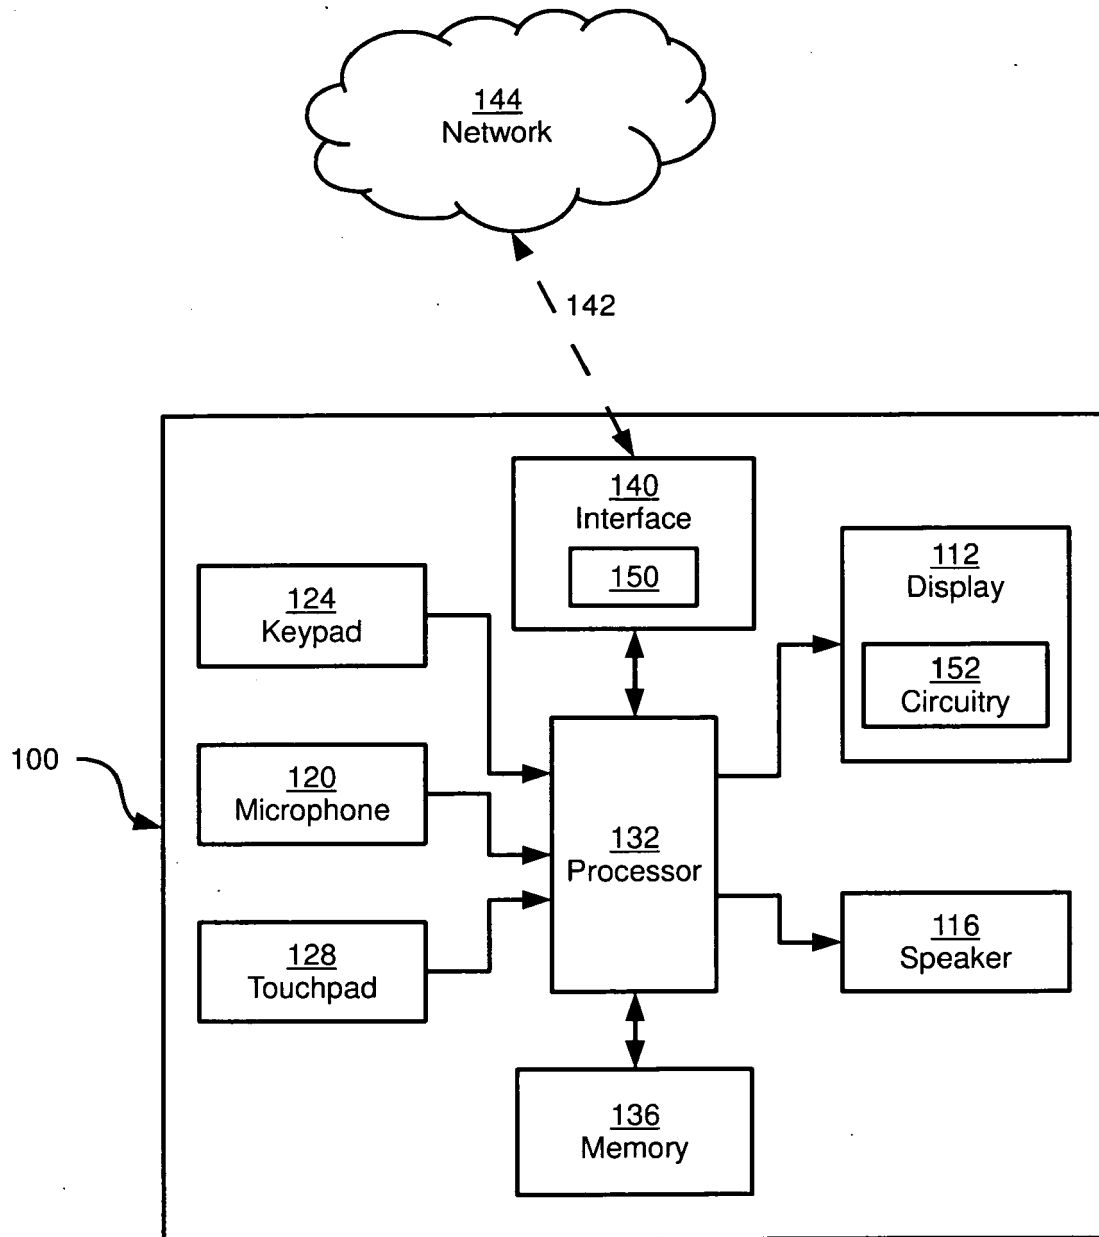 144
Network
142
140
Interface
150
112
Display
152
Circuitry
124
Keypad
100
120
Microphone
132
Processor
128
Touchpad
116
Speaker
136
Memory